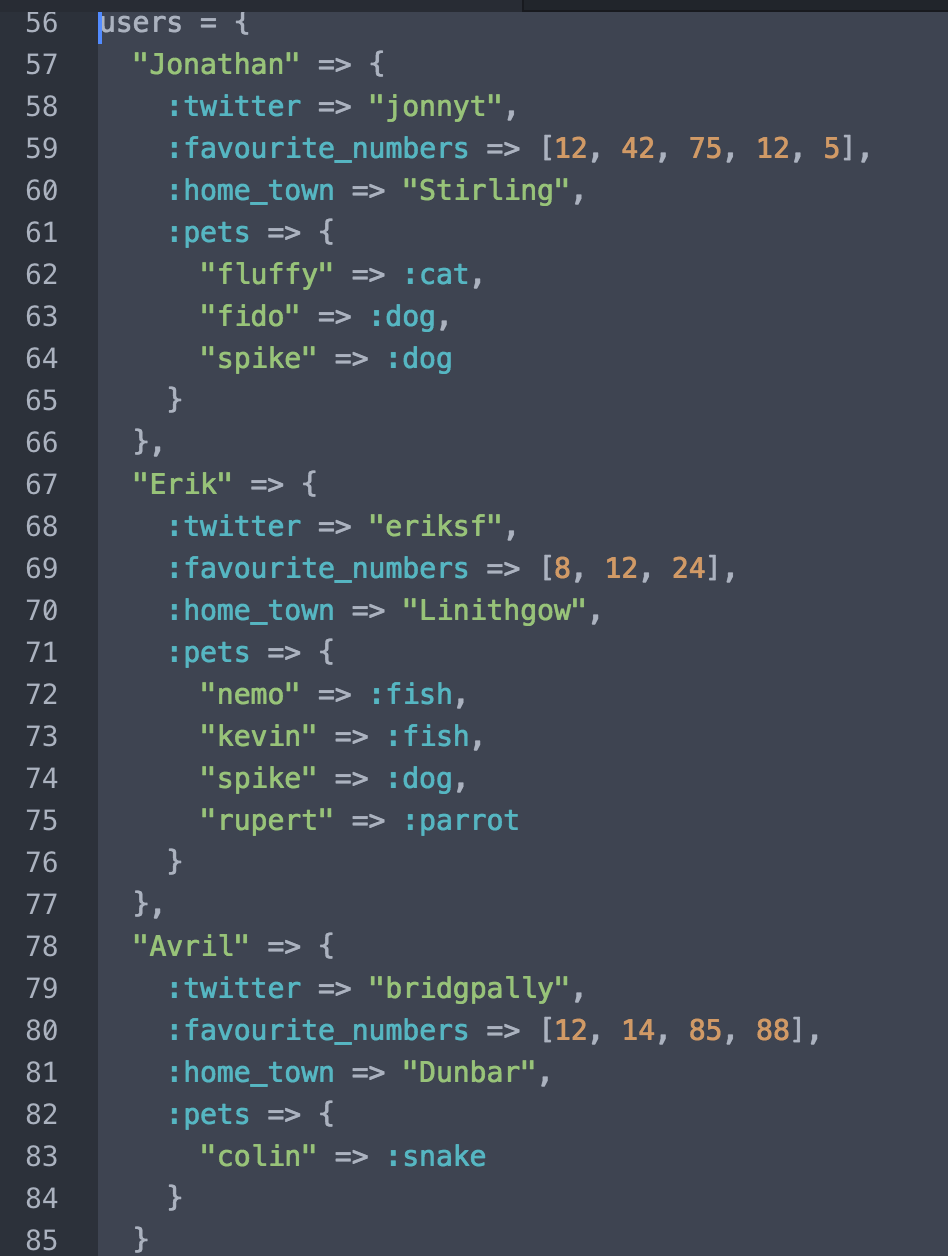 56 users = {
57 "Jonathan" => {
58 :twitter => "jonnyt",
59 :favourite_numbers => [12, 42, 75, 12, 5],
60 :home_town => "Stirling",
61 :pets => {
62 "fluffy" => :cat,
63 "fido" => :dog,
64 "spike" => :dog
65 }
66 },
67 "Erik" => {
68 :twitter => "eriksf",
69 :favourite_numbers => [8, 12, 24],
70 :home_town => "Linithgow",
71 :pets => {
72 "nemo" => :fish,
73 "kevin" => :fish,
74 "spike" => :dog,
75 "rupert" => :parrot
76 }
77 },
78 "Avril" => {
79 :twitter => "bridgpally",
80 :favourite_numbers => [12, 14, 85, 88],
81 :home_town => "Dunbar",
82 :pets => {
83 "colin" => :snake
84 }
85 }